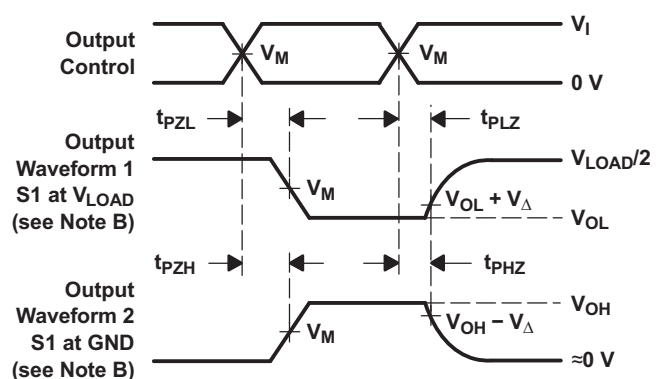 Output
Control
V_M
V_M
V_I
0 V
t_PZL
t_PLZ
Output
Waveform 1
S1 at V_LOAD
(see Note B)
V_M
V_OL + V_Δ
V_LOAD/2
V_OL
t_PZH
t_PHZ
Output
Waveform 2
S1 at GND
(see Note B)
V_M
V_OH − V_Δ
V_OH
≈0 V